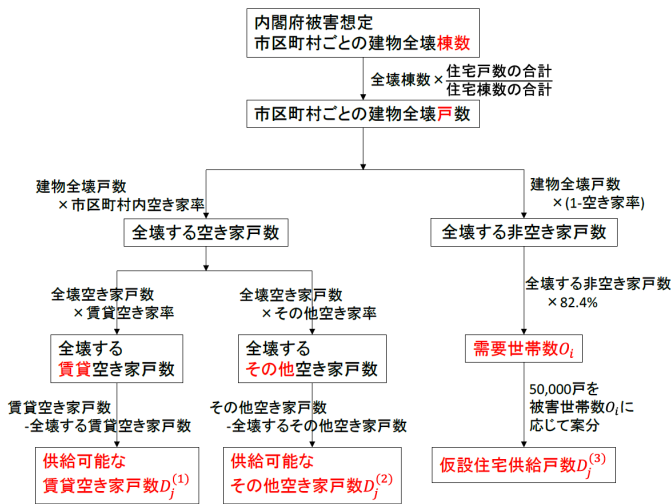 内閣府被害想定
市区町村ごとの建物全壊棟数
全壊棟数×住宅戸数の合計/住宅棟数の合計
市区町村ごとの建物全壊戸数
建物全壊戸数
×市区町村内空き家率
建物全壊戸数
×(1-空き家率)
全壊する空き家戸数
全壊する非空き家戸数
全壊空き家戸数
×賃貸空き家率
全壊空き家戸数
×その他空き家率
全壊する非空き家戸数
×82.4%
全壊する
賃貸空き家戸数
全壊する
その他空き家戸数
需要世帯数O_i
賃貸空き家戸数
-全壊する賃貸空き家戸数
その他空き家戸数
-全壊するその他空き家戸数
50,000戸を
被害世帯数O_iに
応じて案分
供給可能な
賃貸空き家戸数D_j^(1)
供給可能な
その他空き家戸数D_j^(2)
仮設住宅供給戸数D_j^(3)